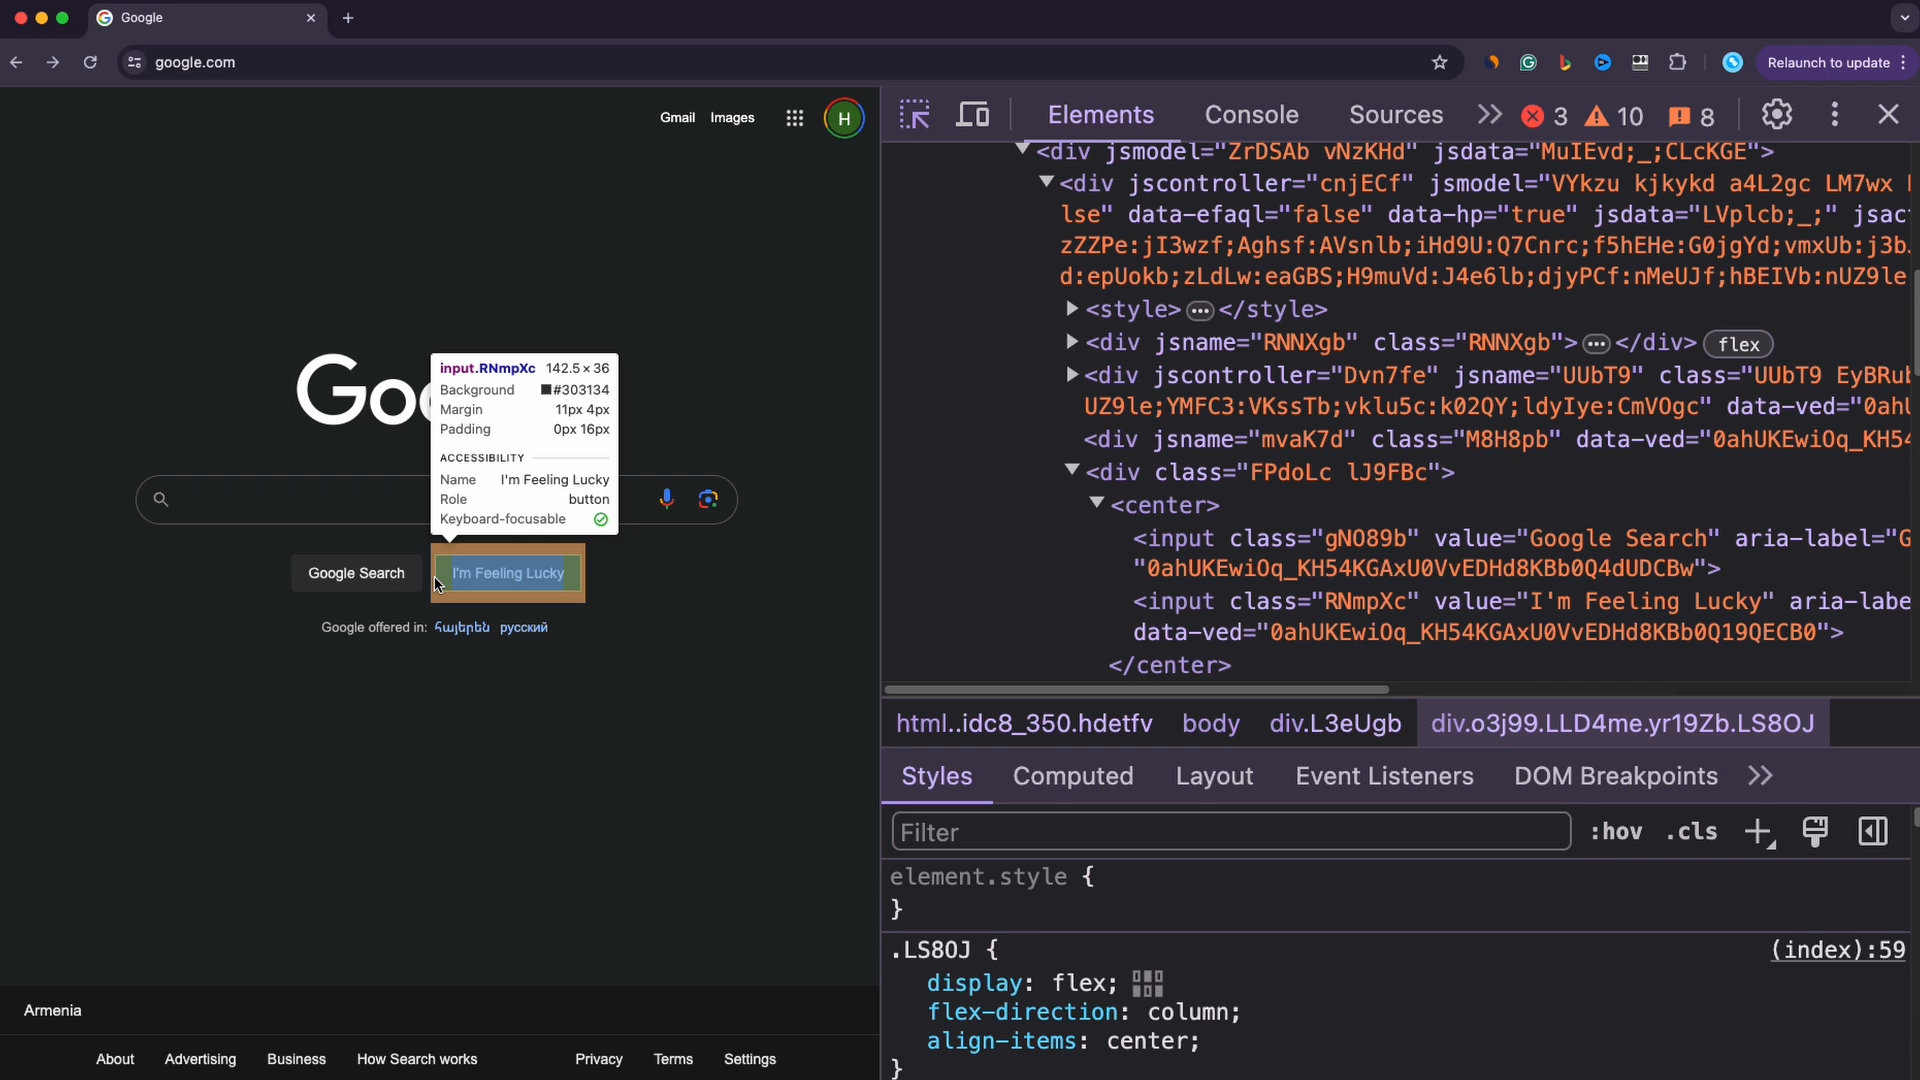 Google
google.com
Relaunch to update
Gmail Images
H
Elements Console Sources 3 10 8
<div jsmodel="ZrDSAb vNzKHd" jsdata="MuIEvd;_;CLcKGE">
<div jscontroller="cnjECf" jsmodel="VYkzu kjkykd a4L2gc LM7wx
lse" data-efaql="false" data-hp="true" jsdata="LVplcb;_;" jsac
zZZPe:jI3wzf;Aghsf:AVsnlb;iHd9U:Q7Cnrc;f5hEHe:G0jgYd;vmxUb:j3b
d:epUokb;zLdLw:eaGBS;H9muVd:J4e6lb;djyPCf:nMeUJf;hBEIVb:nUZ9le
<style>…</style>
<div jsname="RNNXgb" class="RNNXgb">…</div> flex
<div jscontroller="Dvn7fe" jsname="UUbT9" class="UUbT9 EyBRub
UZ9le;YMFC3:VKssTb;vklu5c:k02QY;ldyIye:CmVOgc" data-ved="0ahU
<div jsname="mvaK7d" class="M8H8pb" data-ved="0ahUKEwiOq_KH54
<div class="FPdoLc lJ9FBc">
<center>
<input class="gNO89b" value="Google Search" aria-label="G
"0ahUKEwiOq_KH54KGAxU0VvEDHd8KBb0Q4dUDCBw">
<input class="RNmpXc" value="I'm Feeling Lucky" aria-labe
data-ved="0ahUKEwiOq_KH54KGAxU0VvEDHd8KBb0Q19QECB0">
</center>
html..idc8_350.hdetfv body div.L3eUgb div.o3j99.LLD4me.yr19Zb.LS8OJ
Styles Computed Layout Event Listeners DOM Breakpoints
Filter :hov .cls
element.style {
}
.LS8OJ { (index):59
display: flex;
flex-direction: column;
align-items: center;
}
Goo
input.RNmpXc 142.5 × 36
Background #303134
Margin 11px 4px
Padding 0px 16px
ACCESSIBILITY
Name I'm Feeling Lucky
Role button
Keyboard-focusable
Google Search I'm Feeling Lucky
Google offered in: հայերեն русский
Armenia
About Advertising Business How Search works Privacy Terms Settings